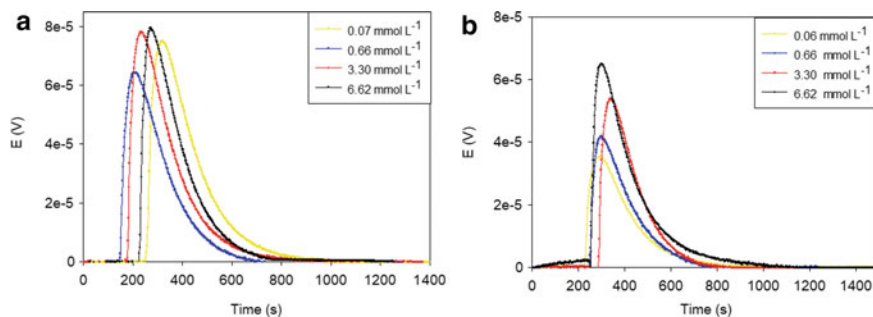 a
0.07 mmol L-1
0.66 mmol L-1
3.30 mmol L-1
6.62 mmol L-1
8e-5
6e-5
4e-5
2e-5
0
E (V)
0 200 400 600 800 1000 1200 1400
Time (s)
b
0.06 mmol L-1
0.66 mmol L-1
3.30 mmol L-1
6.62 mmol L-1
8e-5
6e-5
4e-5
2e-5
0
E (V)
0 200 400 600 800 1000 1200 1400
Time (s)